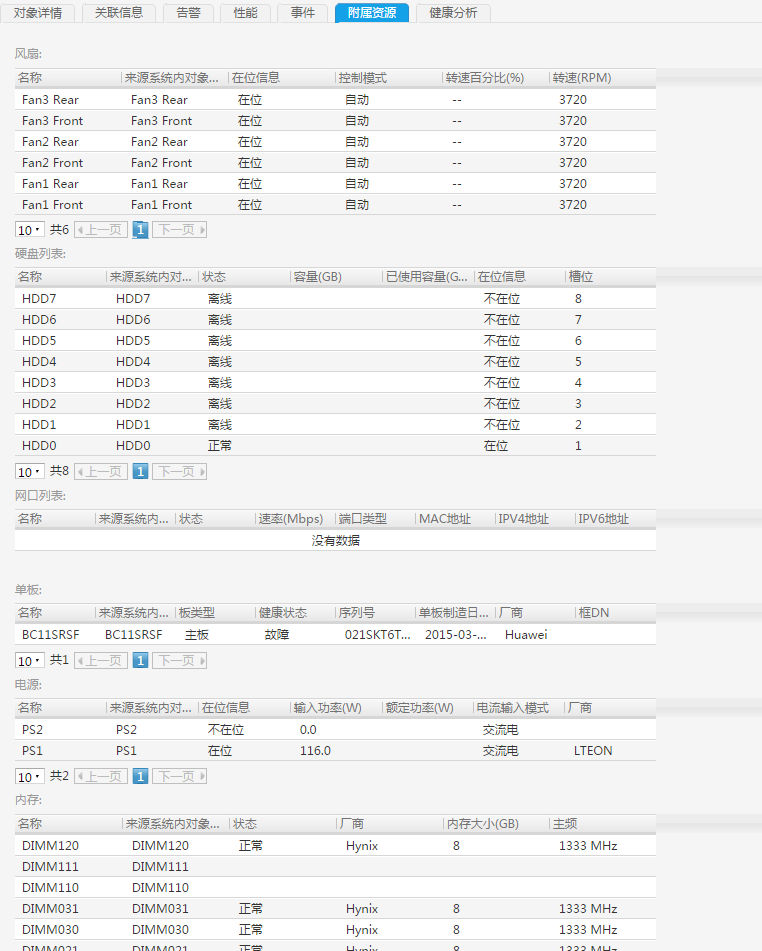 对象详情 关联信息 告警 性能 事件 附属资源 健康分析
风扇:
名称 来源系统内对象... 在位信息 控制模式 转速百分比(%) 转速(RPM)
Fan3 Rear Fan3 Rear 在位 自动 -- 3720
Fan3 Front Fan3 Front 在位 自动 -- 3720
Fan2 Rear Fan2 Rear 在位 自动 -- 3720
Fan2 Front Fan2 Front 在位 自动 -- 3720
Fan1 Rear Fan1 Rear 在位 自动 -- 3720
Fan1 Front Fan1 Front 在位 自动 -- 3720
10 共6 上一页 1 下一页
硬盘列表:
名称 来源系统内对... 状态 容量(GB) 已使用容量(G... 在位信息 槽位
HDD7 HDD7 离线 不在位 8
HDD6 HDD6 离线 不在位 7
HDD5 HDD5 离线 不在位 6
HDD4 HDD4 离线 不在位 5
HDD3 HDD3 离线 不在位 4
HDD2 HDD2 离线 不在位 3
HDD1 HDD1 离线 不在位 2
HDD0 HDD0 正常 在位 1
10 共8 上一页 1 下一页
网口列表:
名称 来源系统内... 状态 速率(Mbps) 端口类型 MAC地址 IPV4地址 IPV6地址
没有数据
单板:
名称 来源系统内... 板类型 健康状态 序列号 单板制造日... 厂商 框DN
BC11SRSF BC11SRSF 主板 故障 021SKT6T... 2015-03-... Huawei
10 共1 上一页 1 下一页
电源:
名称 来源系统内对... 在位信息 输入功率(W) 额定功率(W) 电流输入模式 厂商
PS2 PS2 不在位 0.0 交流电
PS1 PS1 在位 116.0 交流电 LTEON
10 共2 上一页 1 下一页
内存:
名称 来源系统内对象... 状态 厂商 内存大小(GB) 主频
DIMM120 DIMM120 正常 Hynix 8 1333 MHz
DIMM111 DIMM111
DIMM110 DIMM110
DIMM031 DIMM031 正常 Hynix 8 1333 MHz
DIMM030 DIMM030 正常 Hynix 8 1333 MHz
DIMM021 DIMM021 正常 Hynix 8 1333 MHz